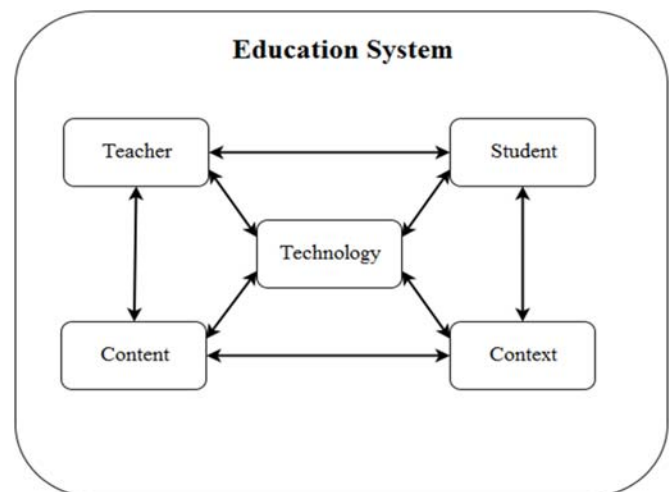 Education System
Teacher
Student
Technology
Content
Context